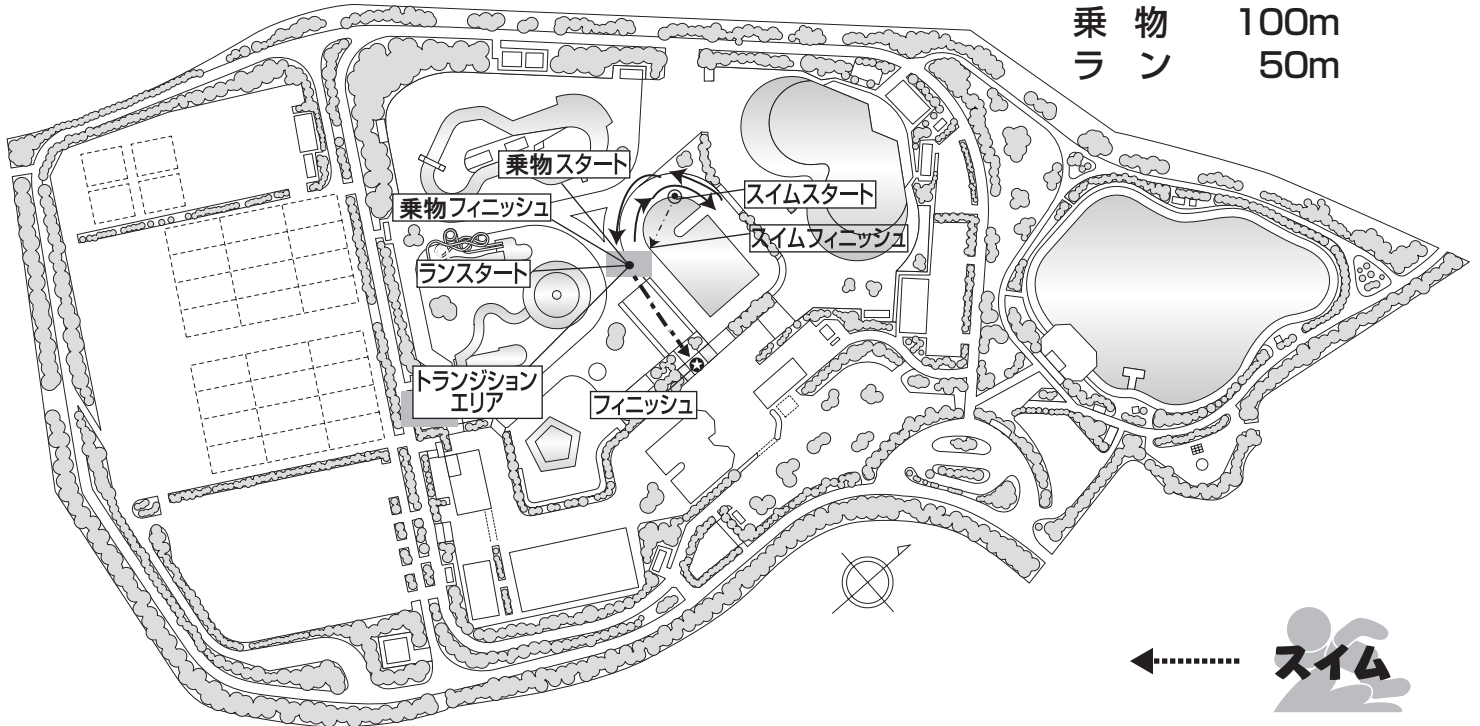 乗 物 100m
ラ ン 50m
乗物スタート
スイムスタート
乗物フィニッシュ
スイムフィニッシュ
ランスタート
トランジション
エリア
フィニッシュ
スイム